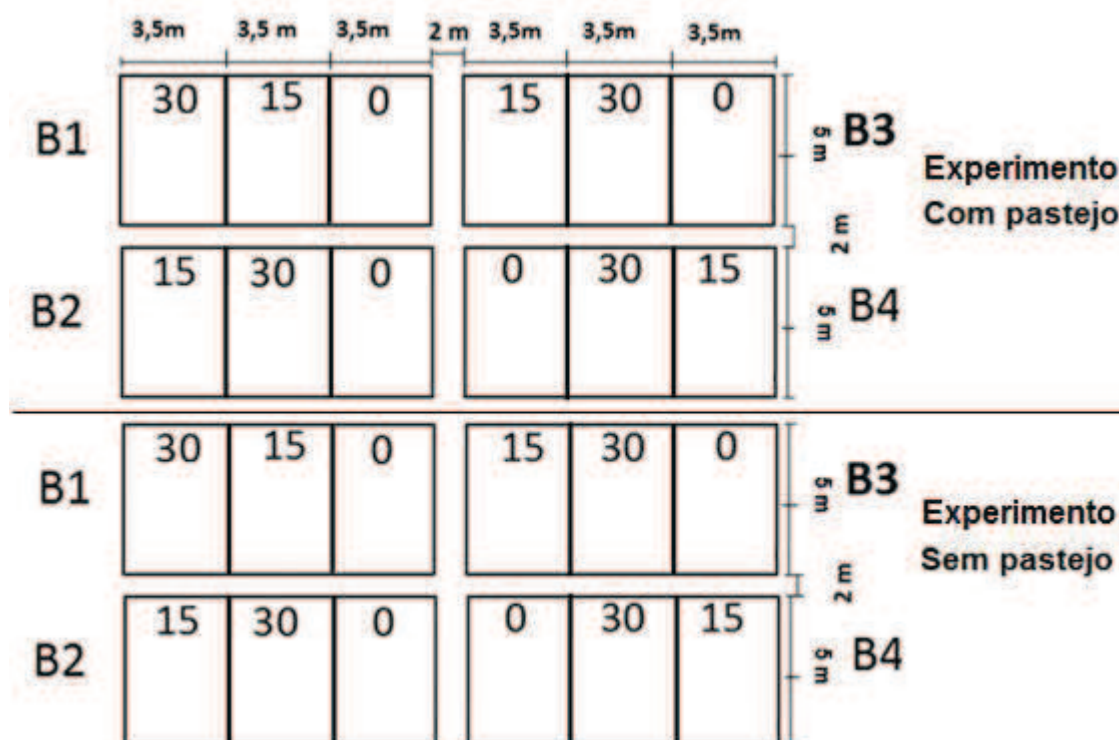 3,5m 3,5 m 3,5m 2 m 3,5m 3,5m 3,5m
30 15 0 15 30 0
B1 5 m B3
Experimento
Com pastejo
2 m
15 30 0 0 30 15
B2 5 m B4
30 15 0 15 30 0
B1 5 m B3
Experimento
Sem pastejo
2 m
15 30 0 0 30 15
B2 5 m B4